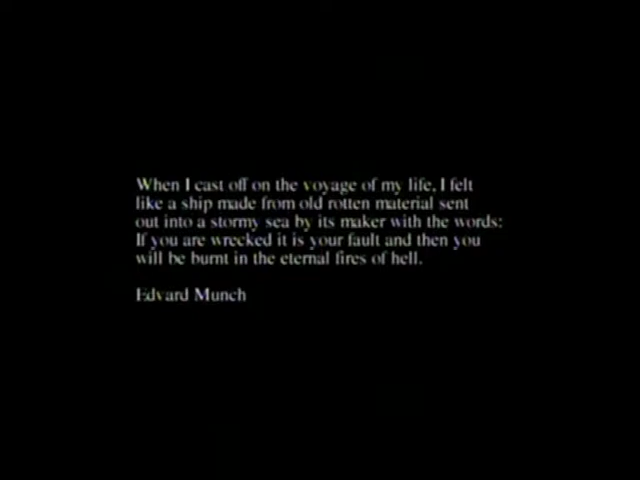 When I cast off on the voyage of my life, I felt
like a ship made from old rotten material sent
out into a stormy sea by its maker with the words:
If you are wrecked it is your fault and then you
will be burnt in the eternal fires of hell.
Edvard Munch